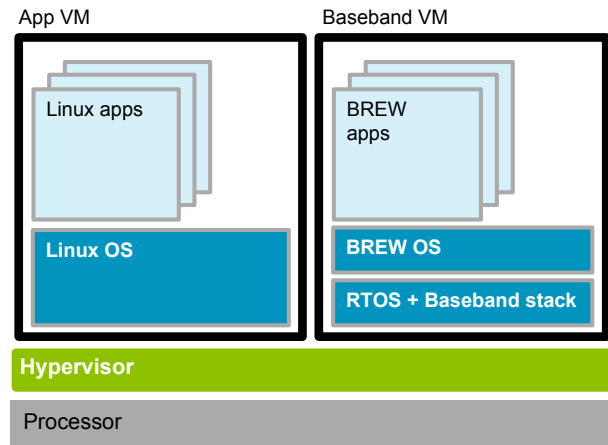 App VM
Baseband VM
Linux apps
BREW
apps
Linux OS
BREW OS
RTOS + Baseband stack
Hypervisor
Processor